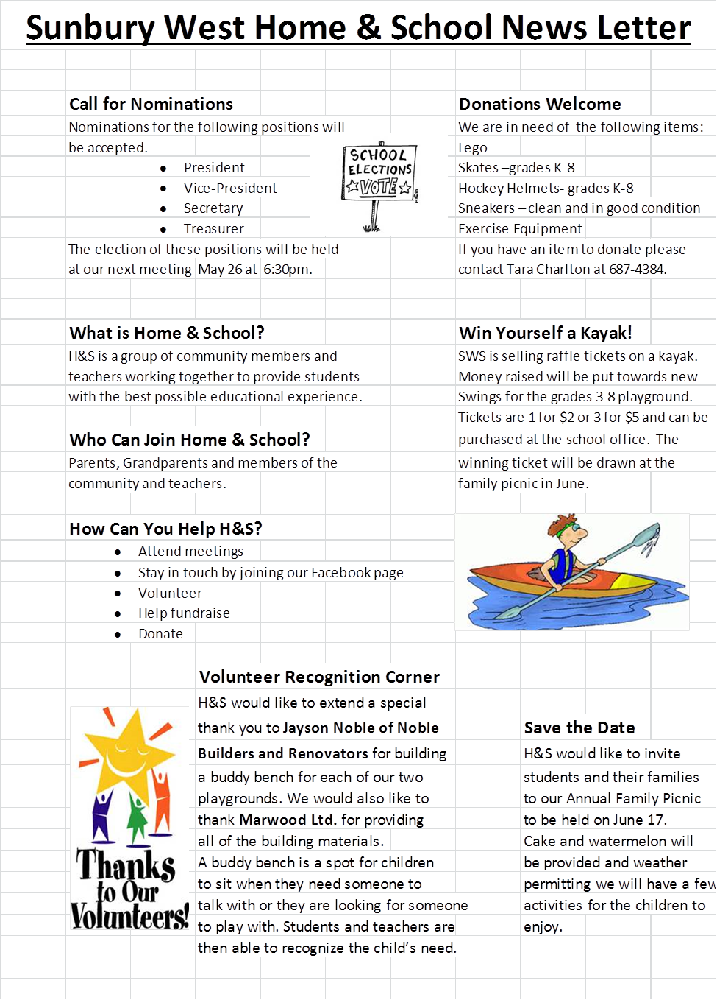 Sunbury West Home & School News Letter
Call for Nominations
Nominations for the following positions will
be accepted.
● President
● Vice-President
● Secretary
● Treasurer
The election of these positions will be held
at our next meeting May 26 at 6:30pm.
SCHOOL
ELECTIONS
VOTE
Donations Welcome
We are in need of the following items:
Lego
Skates –grades K-8
Hockey Helmets- grades K-8
Sneakers – clean and in good condition
Exercise Equipment
If you have an item to donate please
contact Tara Charlton at 687-4384.
What is Home & School?
H&S is a group of community members and
teachers working together to provide students
with the best possible educational experience.
Who Can Join Home & School?
Parents, Grandparents and members of the
community and teachers.
How Can You Help H&S?
● Attend meetings
● Stay in touch by joining our Facebook page
● Volunteer
● Help fundraise
● Donate
Win Yourself a Kayak!
SWS is selling raffle tickets on a kayak.
Money raised will be put towards new
Swings for the grades 3-8 playground.
Tickets are 1 for $2 or 3 for $5 and can be
purchased at the school office. The
winning ticket will be drawn at the
family picnic in June.
Thanks
to Our
Volunteers!
Volunteer Recognition Corner
H&S would like to extend a special
thank you to Jayson Noble of Noble
Builders and Renovators for building
a buddy bench for each of our two
playgrounds. We would also like to
thank Marwood Ltd. for providing
all of the building materials.
A buddy bench is a spot for children
to sit when they need someone to
talk with or they are looking for someone
to play with. Students and teachers are
then able to recognize the child's need.
Save the Date
H&S would like to invite
students and their families
to our Annual Family Picnic
to be held on June 17.
Cake and watermelon will
be provided and weather
permitting we will have a few
activities for the children to
enjoy.